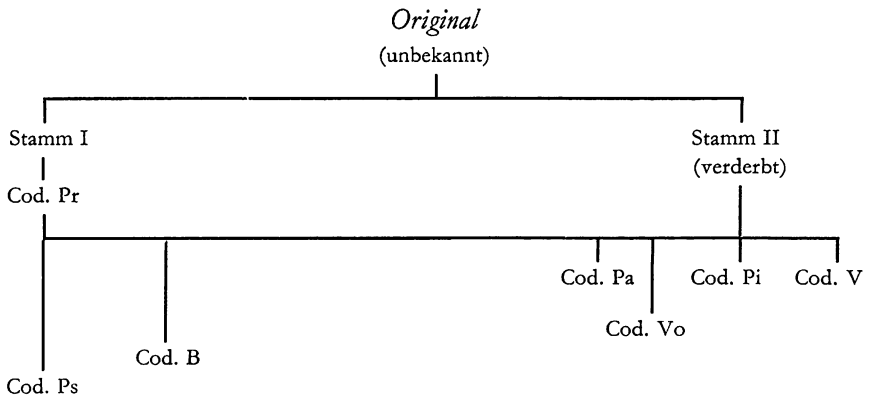 Original
(unbekannt)
Stamm I
Stamm II
(verderbt)
Cod. Pr
Cod. Pa
Cod. Pi
Cod. V
Cod. Vo
Cod. B
Cod. Ps